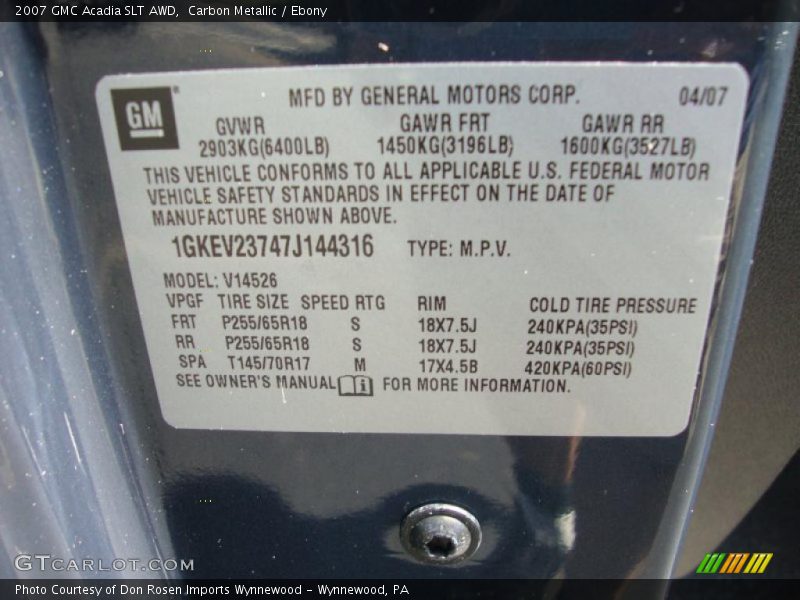 2007 GMC Acadia SLT AWD,  Carbon Metallic / Ebony
GM
MFD BY GENERAL MOTORS CORP. 04/07
GVWR GAWR FRT GAWR RR
2903KG(6400LB) 1450KG(3196LB) 1600KG(3527LB)
THIS VEHICLE CONFORMS TO ALL APPLICABLE U.S. FEDERAL MOTOR
VEHICLE SAFETY STANDARDS IN EFFECT ON THE DATE OF
MANUFACTURE SHOWN ABOVE.
1GKEV23747J144316 TYPE: M.P.V.
MODEL: V14526
VPGF TIRE SIZE SPEED RTG RIM COLD TIRE PRESSURE
FRT P255/65R18 S 18X7.5J 240KPA(35PSI)
RR P255/65R18 S 18X7.5J 240KPA(35PSI)
SPA T145/70R17 M 17X4.5B 420KPA(60PSI)
SEE OWNER'S MANUAL i FOR MORE INFORMATION.
GTCARLOT.COM
Photo Courtesy of Don Rosen Imports Wynnewood - Wynnewood, PA